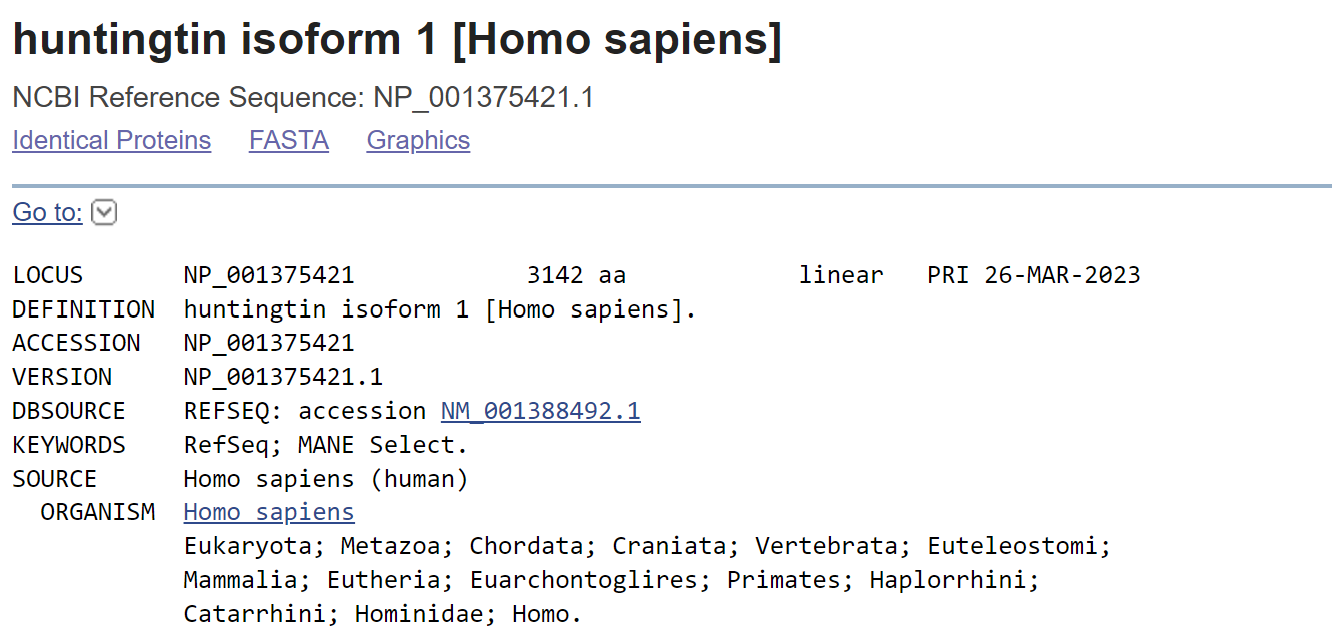 huntingtin isoform 1 [Homo sapiens]
NCBI Reference Sequence: NP_001375421.1
Identical Proteins FASTA Graphics
Go to:
LOCUS NP_001375421 3142 aa linear PRI 26-MAR-2023
DEFINITION huntingtin isoform 1 [Homo sapiens].
ACCESSION NP_001375421
VERSION NP_001375421.1
DBSOURCE REFSEQ: accession NM_001388492.1
KEYWORDS RefSeq; MANE Select.
SOURCE Homo sapiens (human)
ORGANISM Homo sapiens
Eukaryota; Metazoa; Chordata; Craniata; Vertebrata; Euteleostomi;
Mammalia; Eutheria; Euarchontoglires; Primates; Haplorrhini;
Catarrhini; Hominidae; Homo.